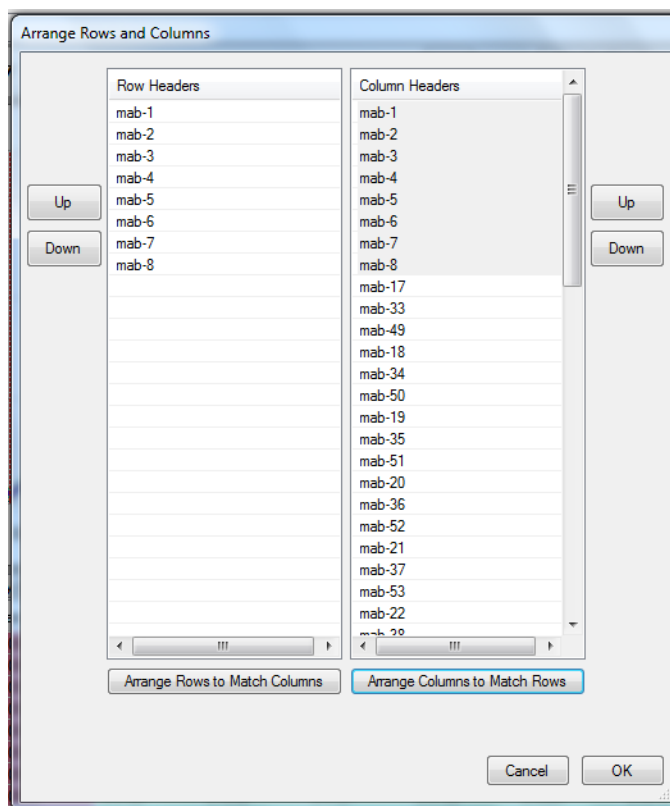 Arrange Rows and Columns
Row Headers
mab-1
mab-2
mab-3
mab-4
mab-5
mab-6
mab-7
mab-8
Column Headers
mab-1
mab-2
mab-3
mab-4
mab-5
mab-6
mab-7
mab-8
mab-17
mab-33
mab-49
mab-18
mab-34
mab-50
mab-19
mab-35
mab-51
mab-20
mab-36
mab-52
mab-21
mab-37
mab-53
mab-22
mab-38
Up
Down
Up
Down
Arrange Rows to Match Columns
Arrange Columns to Match Rows
Cancel
OK